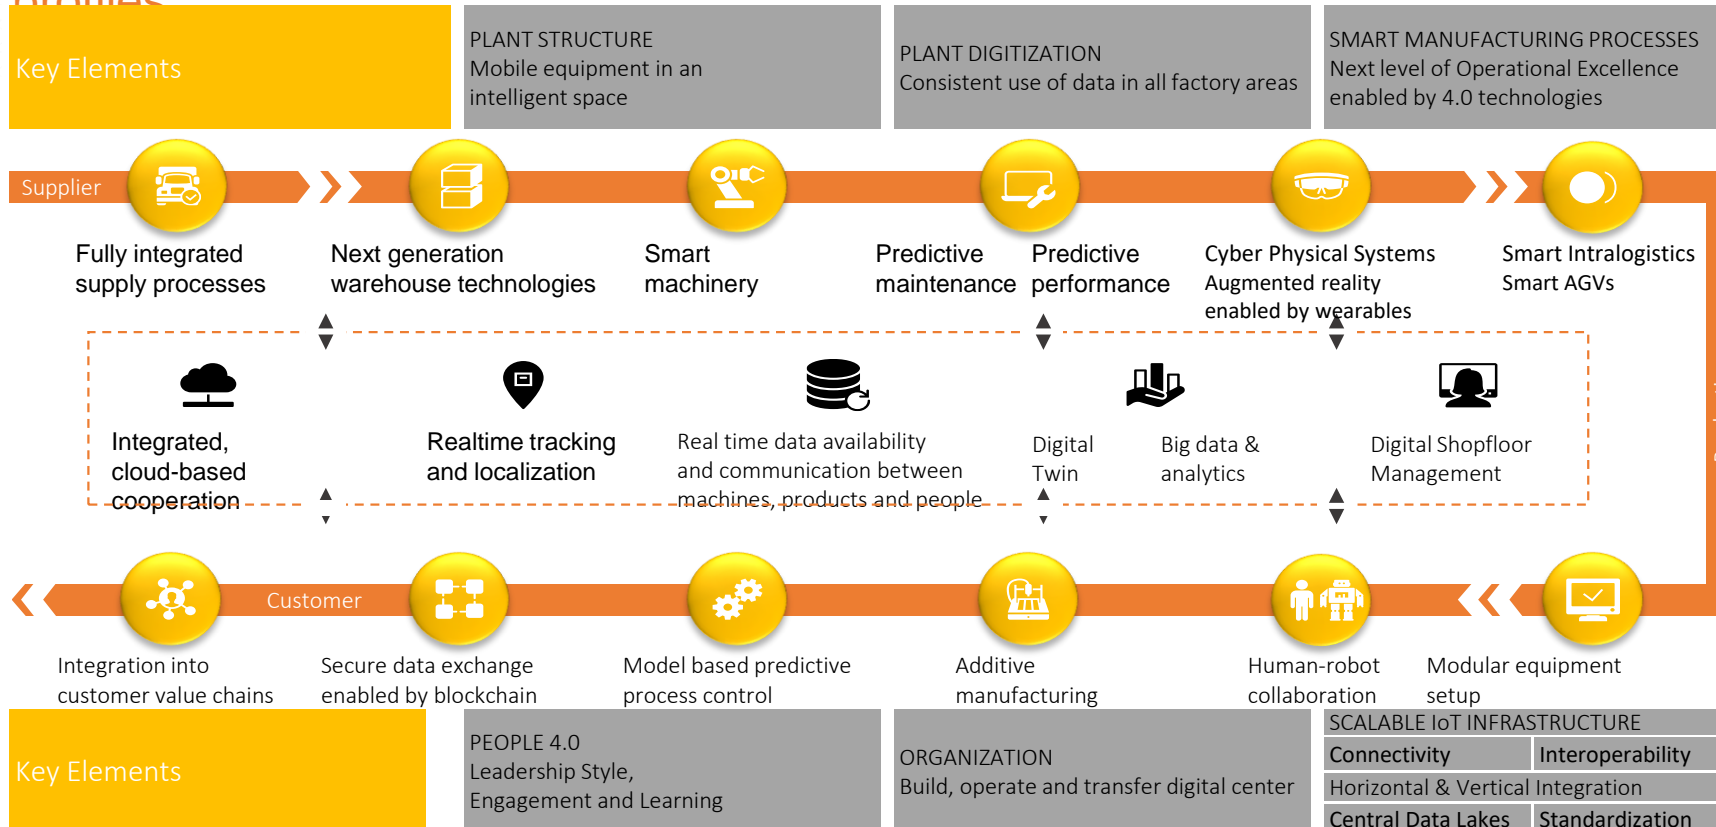 profiles
Key Elements
PLANT STRUCTURE
Mobile equipment in an
intelligent space
PLANT DIGITIZATION
Consistent use of data in all factory areas
SMART MANUFACTURING PROCESSES
Next level of Operational Excellence
enabled by 4.0 technologies
Supplier
Fully integrated
supply processes
Next generation
warehouse technologies
Smart
machinery
Predictive
maintenance
Predictive
performance
Cyber Physical Systems
Augmented reality
enabled by wearables
Smart Intralogistics
Smart AGVs
Integrated,
cloud-based
cooperation
Realtime tracking
and localization
Real time data availability
and communication between
machines, products and people
Digital
Twin
Big data &
analytics
Digital Shopfloor
Management
Customer
Integration into
customer value chains
Secure data exchange
enabled by blockchain
Model based predictive
process control
Additive
manufacturing
Human-robot
collaboration
Modular equipment
setup
Key Elements
PEOPLE 4.0
Leadership Style,
Engagement and Learning
ORGANIZATION
Build, operate and transfer digital center
SCALABLE IoT INFRASTRUCTURE
Connectivity
Interoperability
Horizontal & Vertical Integration
Central Data Lakes
Standardization